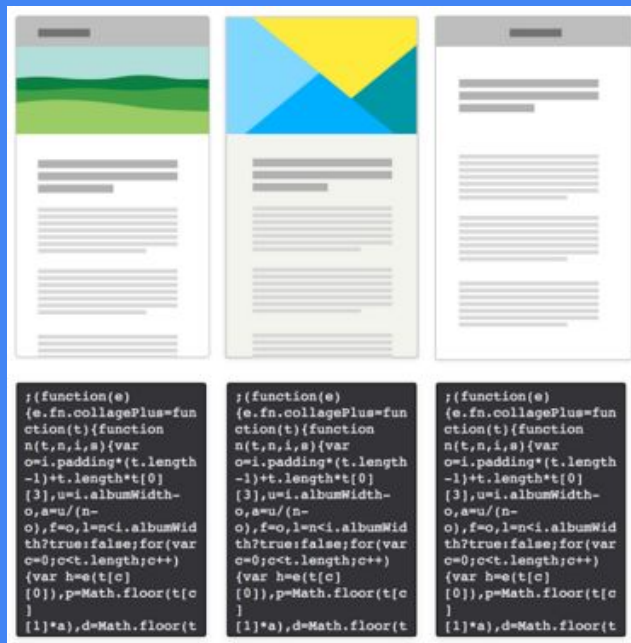 ;(function(e)
{e.fn.collagePlus=fun
ction(t){function
n(t,n,i,s){var
o=i.padding*(t.length
-1)+t.length*t[0]
[3],u=i.albumWidth-
o,a=u/(n-
o),f=o,l=n<i.albumWid
th?true:false;for(var
c=0;c<t.length;c++)
{var h=e(t[c]
[0]),p=Math.floor(t[c
]
[1]*a),d=Math.floor(t
;(function(e)
{e.fn.collagePlus=fun
ction(t){function
n(t,n,i,s){var
o=i.padding*(t.length
-1)+t.length*t[0]
[3],u=i.albumWidth-
o,a=u/(n-
o),f=o,l=n<i.albumWid
th?true:false;for(var
c=0;c<t.length;c++)
{var h=e(t[c]
[0]),p=Math.floor(t[c
]
[1]*a),d=Math.floor(t
;(function(e)
{e.fn.collagePlus=fun
ction(t){function
n(t,n,i,s){var
o=i.padding*(t.length
-1)+t.length*t[0]
[3],u=i.albumWidth-
o,a=u/(n-
o),f=o,l=n<i.albumWid
th?true:false;for(var
c=0;c<t.length;c++)
{var h=e(t[c]
[0]),p=Math.floor(t[c
]
[1]*a),d=Math.floor(t